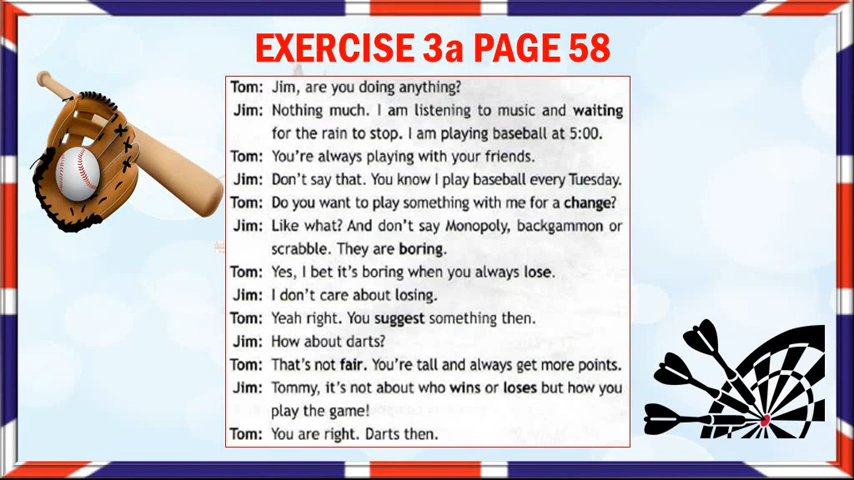 EXERCISE 3a PAGE 58
Tom: Jim, are you doing anything?
Jim: Nothing much. I am listening to music and waiting
for the rain to stop. I am playing baseball at 5:00.
Tom: You're always playing with your friends.
Jim: Don't say that. You know I play baseball every Tuesday.
Tom: Do you want to play something with me for a change?
Jim: Like what? And don't say Monopoly, backgammon or
scrabble. They are boring.
Tom: Yes, I bet it's boring when you always lose.
Jim: I don't care about losing.
Tom: Yeah right. You suggest something then.
Jim: How about darts?
Tom: That's not fair. You're tall and always get more points.
Jim: Tommy, it's not about who wins or loses but how you
play the game!
Tom: You are right. Darts then.